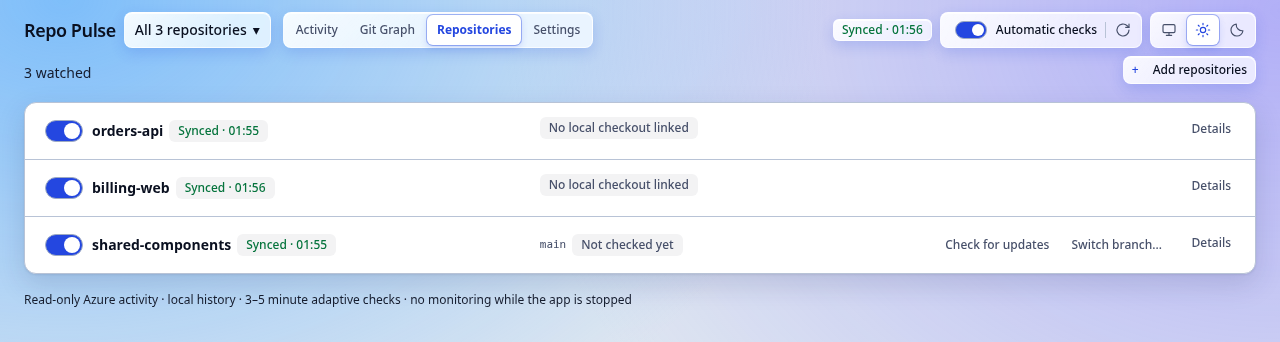 Repo Pulse All 3 repositories ▾ Activity Git Graph Repositories Settings Synced · 01:56 Automatic checks
3 watched + Add repositories
orders-api Synced · 01:55 No local checkout linked Details
billing-web Synced · 01:56 No local checkout linked Details
shared-components Synced · 01:55 main Not checked yet Check for updates Switch branch... Details
Read-only Azure activity · local history · 3–5 minute adaptive checks · no monitoring while the app is stopped